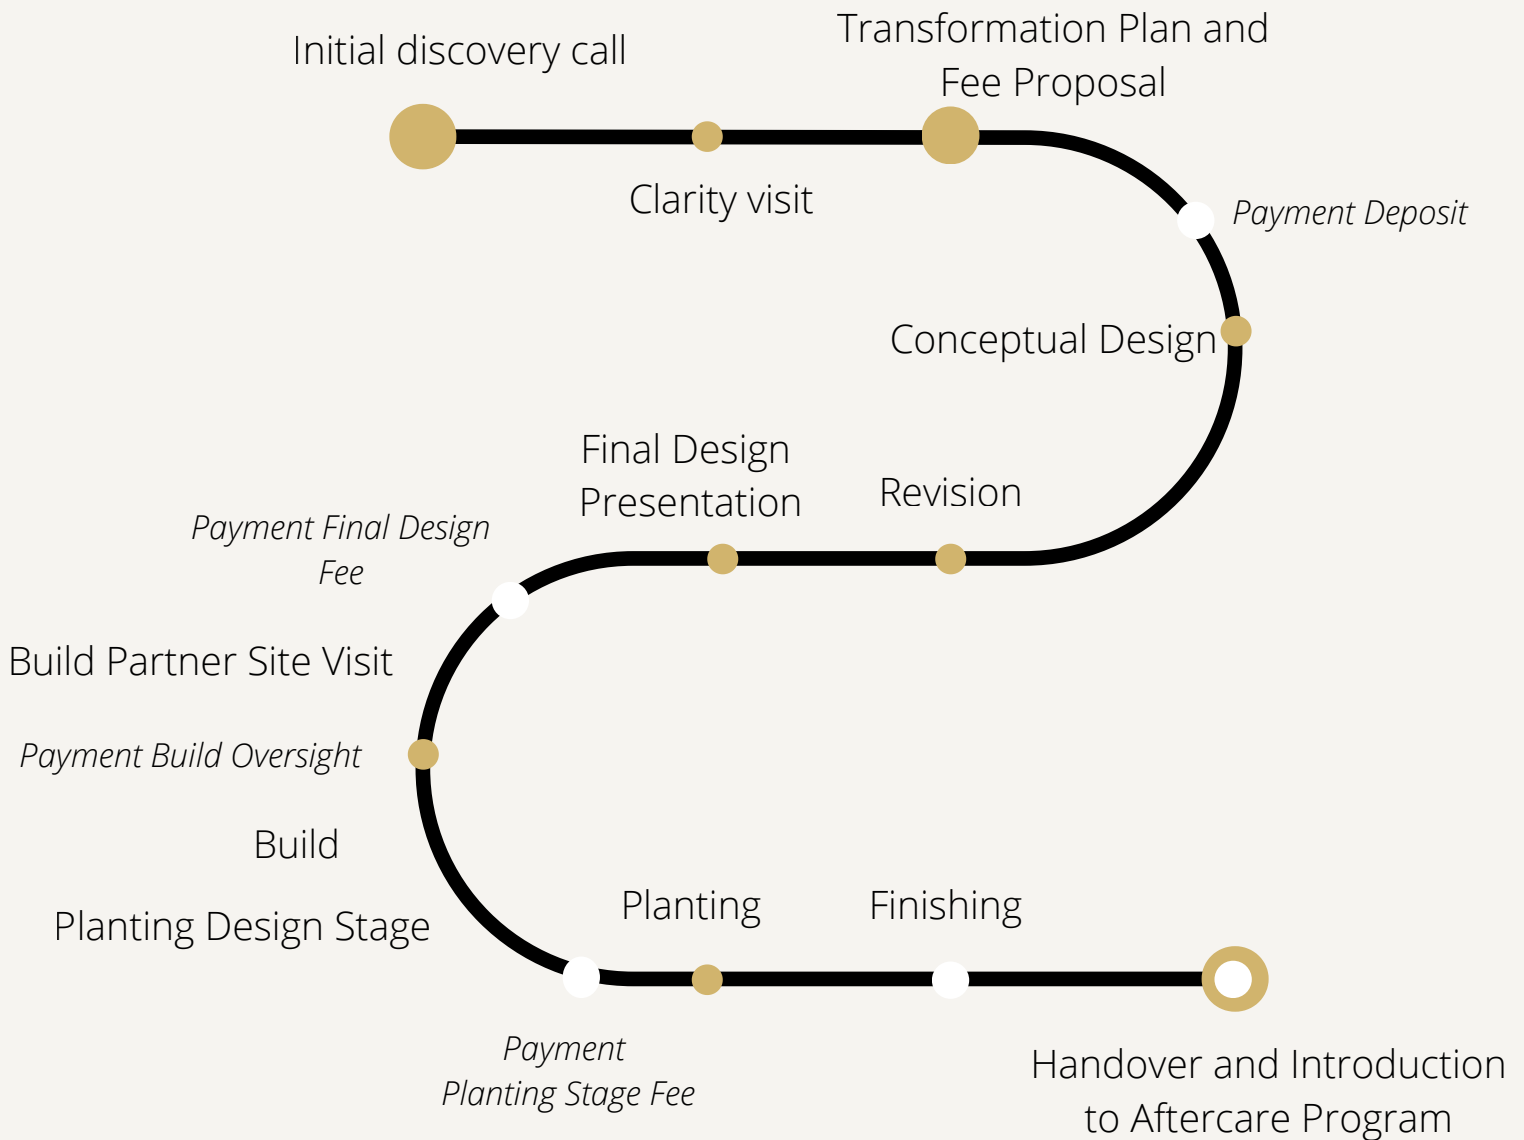 Initial discovery call
Transformation Plan and
Fee Proposal
Clarity visit
Payment Deposit
Conceptual Design
Final Design
Presentation
Revision
Payment Final Design
Fee
Build Partner Site Visit
Payment Build Oversight
Build
Planting Design Stage
Planting
Finishing
Payment
Planting Stage Fee
Handover and Introduction
to Aftercare Program